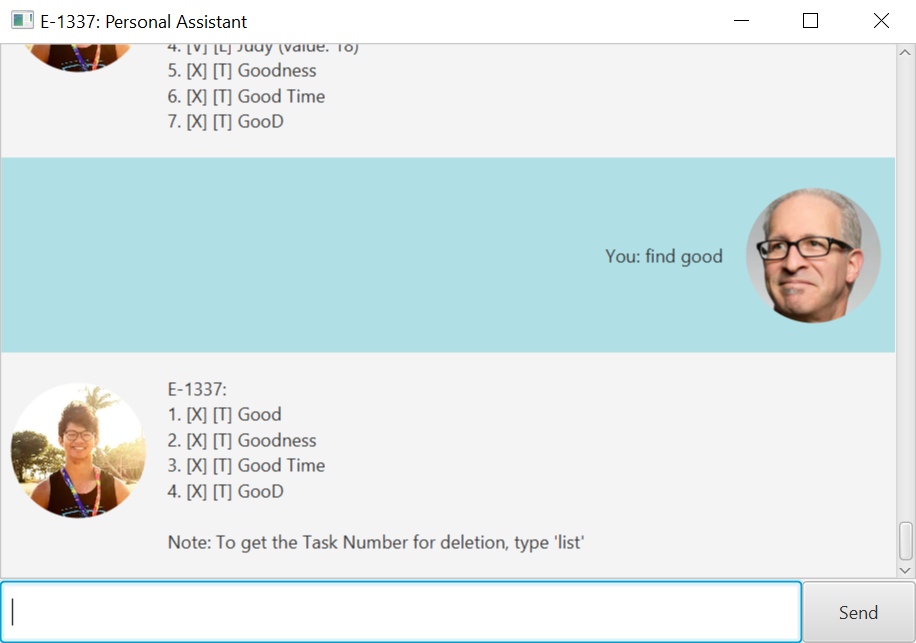 E-1337: Personal Assistant
4. [V] [L] Judy (value: 18)
5. [X] [T] Goodness
6. [X] [T] Good Time
7. [X] [T] GooD
You: find good
E-1337:
1. [X] [T] Good
2. [X] [T] Goodness
3. [X] [T] Good Time
4. [X] [T] GooD
Note: To get the Task Number for deletion, type 'list'
Send